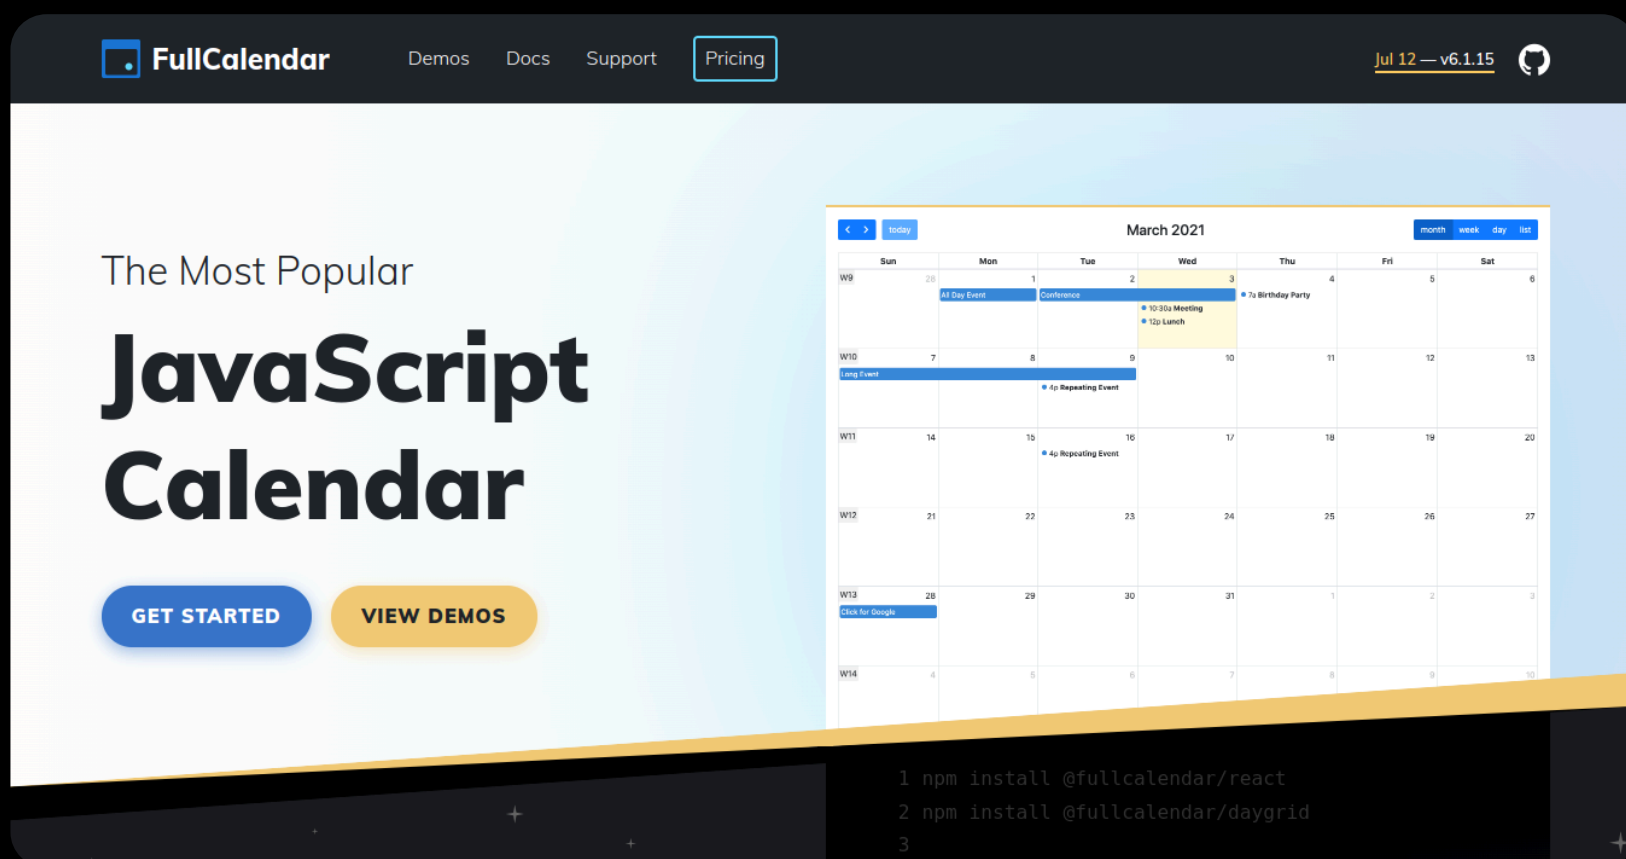 FullCalendar
Demos Docs Support Pricing
Jul 12 — v6.1.15
The Most Popular
JavaScript
Calendar
GET STARTED VIEW DEMOS
today
March 2021
month week day list
Sun Mon Tue Wed Thu Fri Sat
W9 28 1 2 3 4 5 6
All Day Event Conference 7a Birthday Party
10:30a Meeting
12p Lunch
W10 7 8 9 10 11 12 13
Long Event
4p Repeating Event
W11 14 15 16 17 18 19 20
4p Repeating Event
W12 21 22 23 24 25 26 27
W13 28 29 30 31 1 2 3
Click for Google
W14 4 5 6 7 8 9 10
1 npm install @fullcalendar/react
2 npm install @fullcalendar/daygrid
3